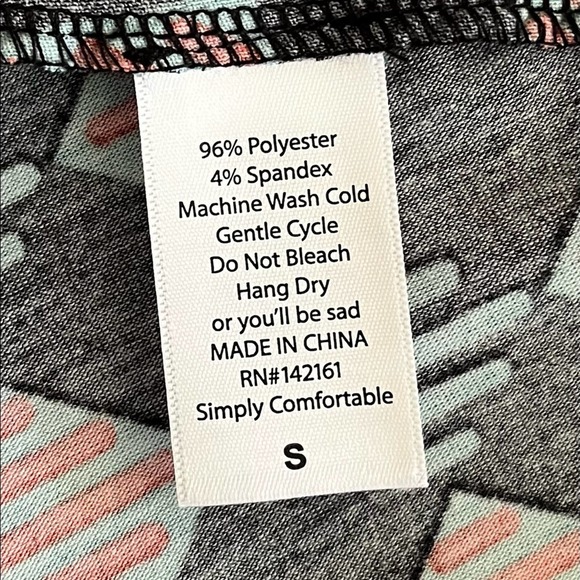 96% Polyester
4% Spandex
Machine Wash Cold
Gentle Cycle
Do Not Bleach
Hang Dry
or you'll be sad
MADE IN CHINA
RN#142161
Simply Comfortable
S